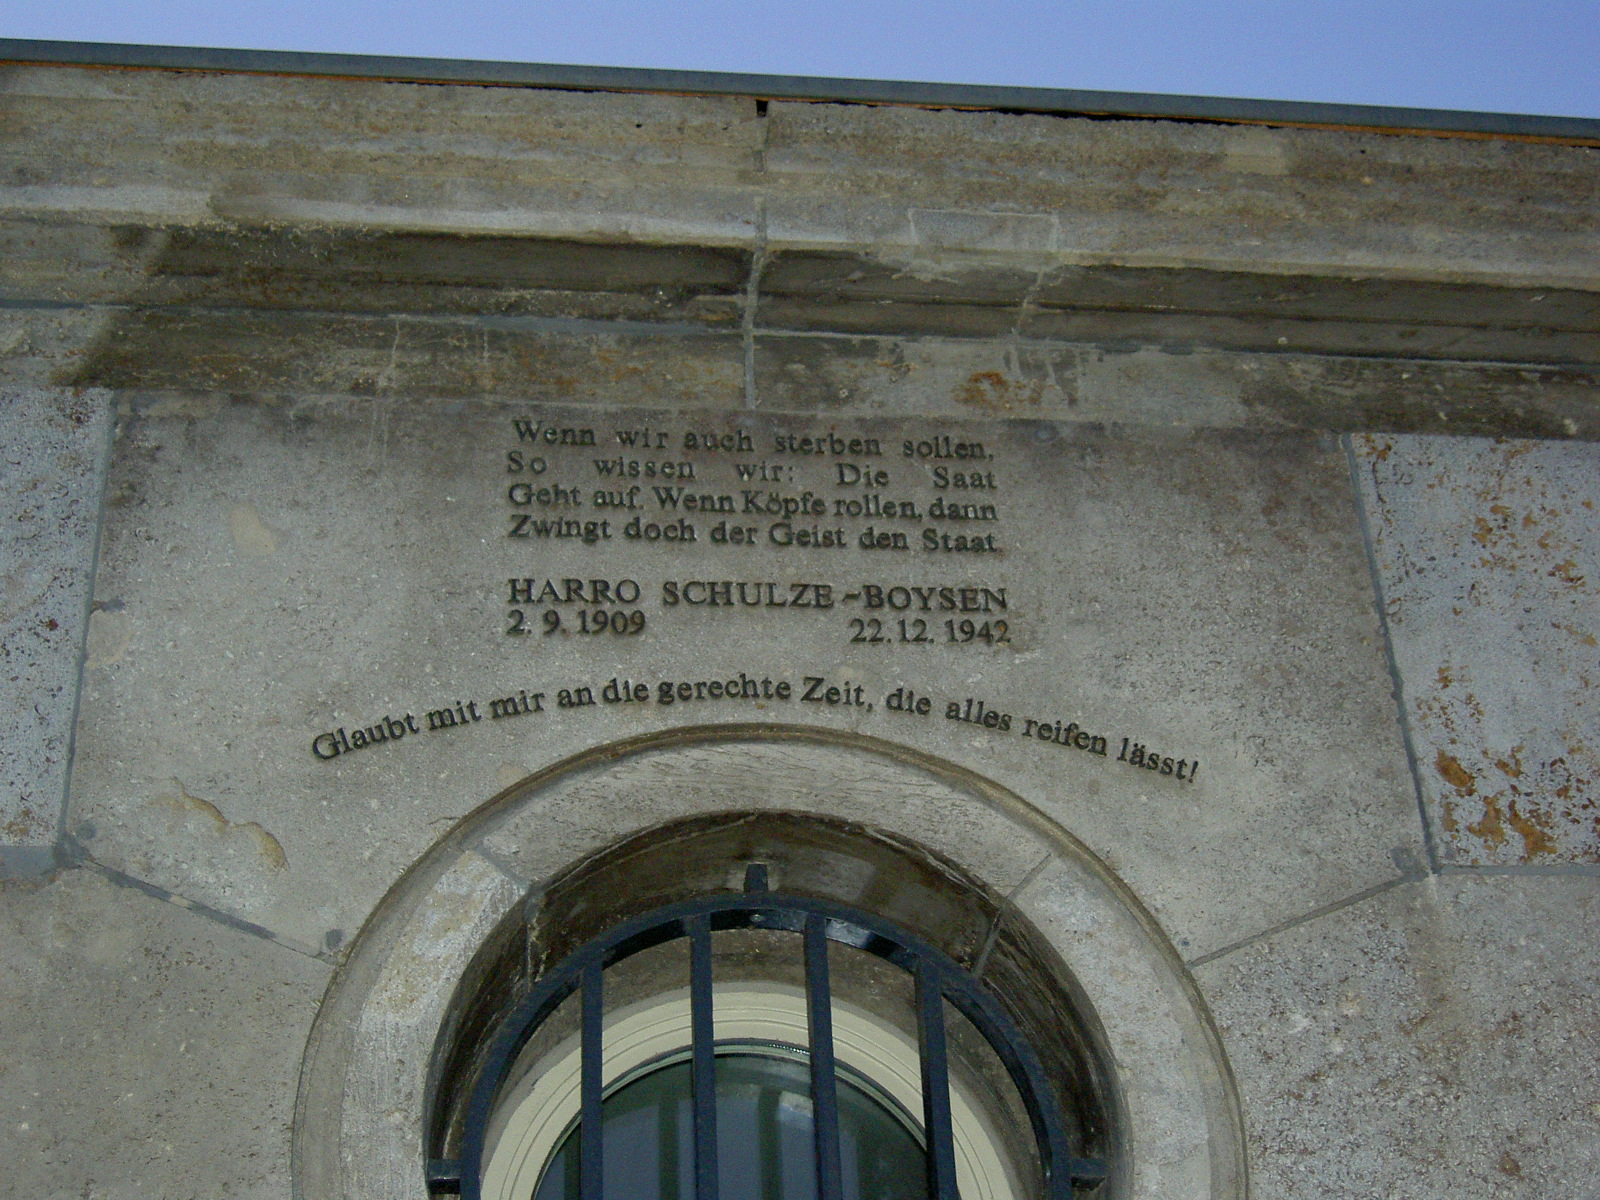 Wenn wir auch sterben sollen,
So wissen wir: Die Saat
Geht auf. Wenn Köpfe rollen, dann
Zwingt doch der Geist den Staat.
HARRO SCHULZE-BOYSEN
2. 9. 1909 22.12. 1942
Glaubt mit mir an die gerechte Zeit, die alles reifen lässt!